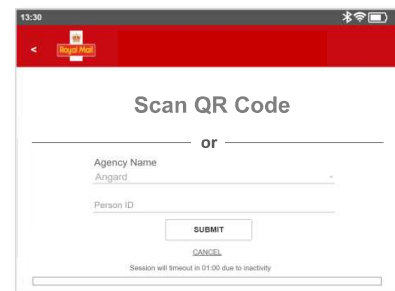 13:30
<
Royal Mail
Scan QR Code
or
Agency Name
Angard
Person ID
SUBMIT
CANCEL
Session will timeout in 01:00 due to inactivity